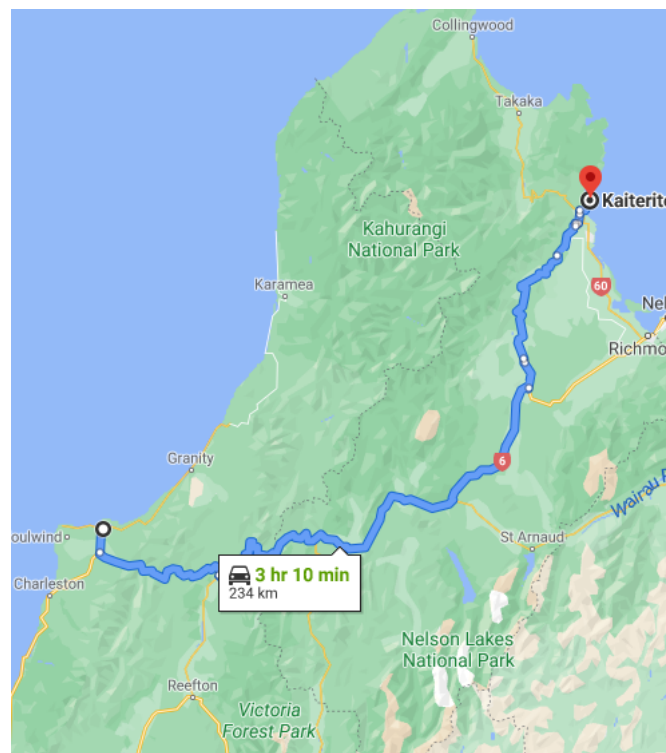 Collingwood
Takaka
Kaiterite
Kahurangi
National Park
60
Karamea
Nel
Richmo
Granity
6
Wairau
oulwind
St Arnaud
3 hr 10 min
234 km
Charleston
Nelson Lakes
National Park
Reefton
Victoria
Forest Park